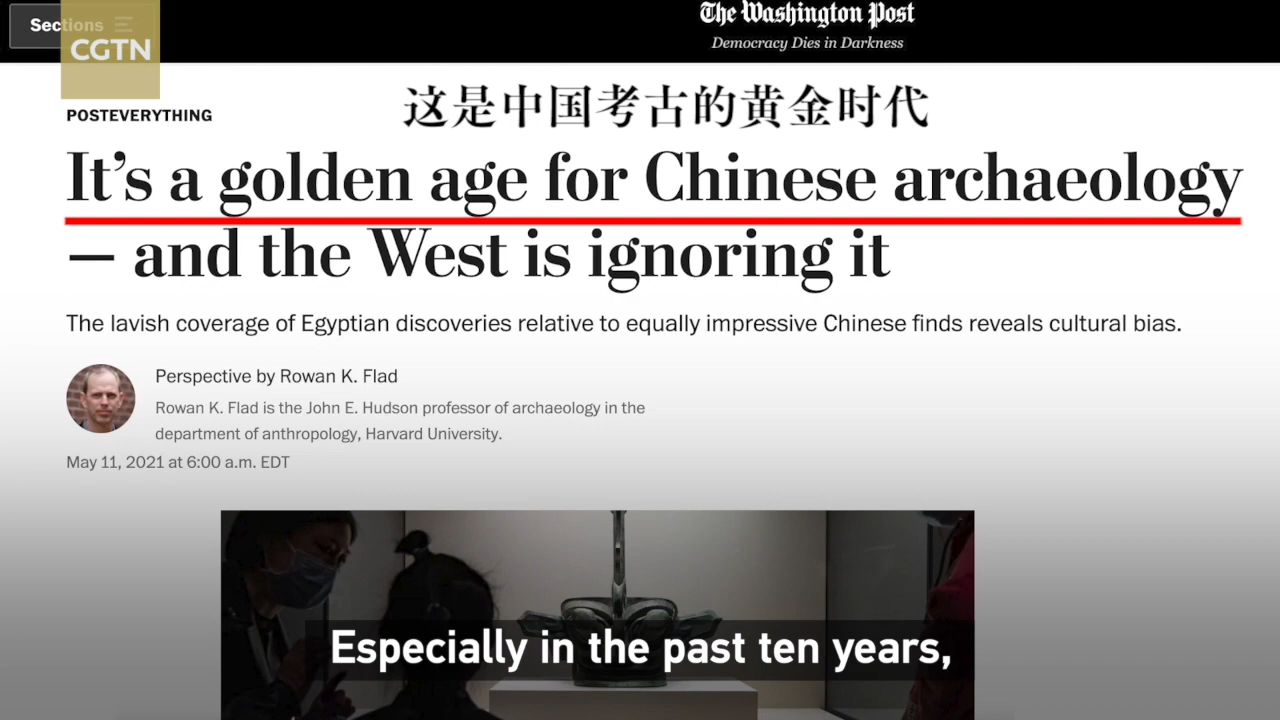 Sections
CGTN
The Washington Post
Democracy Dies in Darkness
POSTEVERYTHING
这是中国考古的黄金时代
It's a golden age for Chinese archaeology
— and the West is ignoring it
The lavish coverage of Egyptian discoveries relative to equally impressive Chinese finds reveals cultural bias.
Perspective by Rowan K. Flad
Rowan K. Flad is the John E. Hudson professor of archaeology in the
department of anthropology, Harvard University.
May 11, 2021 at 6:00 a.m. EDT
Especially in the past ten years,